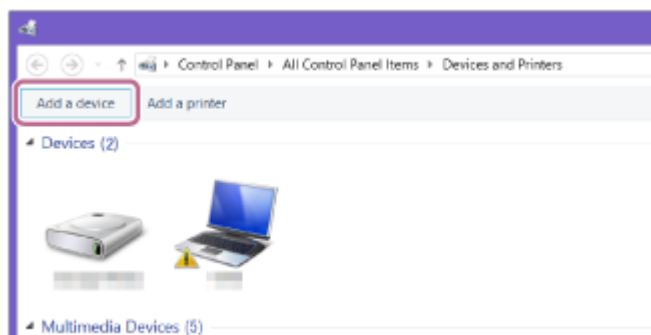 Control Panel All Control Panel Items Devices and Printers
Add a device Add a printer
Devices (2)
Multimedia Devices (5)